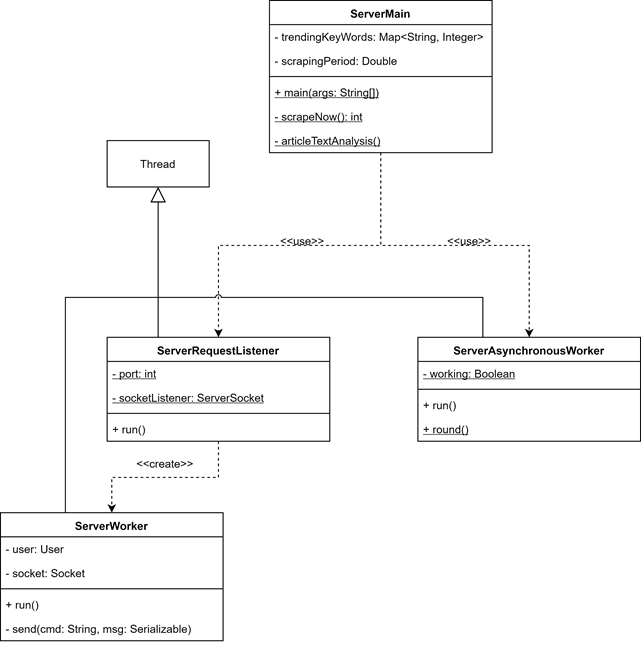 ServerMain
- trendingKeyWords: Map<String, Integer>
- scrapingPeriod: Double
+ main(args: String[])
- scrapeNow(): int
- articleTextAnalysis()
Thread
<<use>>
<<use>>
ServerRequestListener
- port: int
- socketListener: ServerSocket
+ run()
ServerAsynchronousWorker
- working: Boolean
+ run()
+ round()
<<create>>
ServerWorker
- user: User
- socket: Socket
+ run()
- send(cmd: String, msg: Serializable)